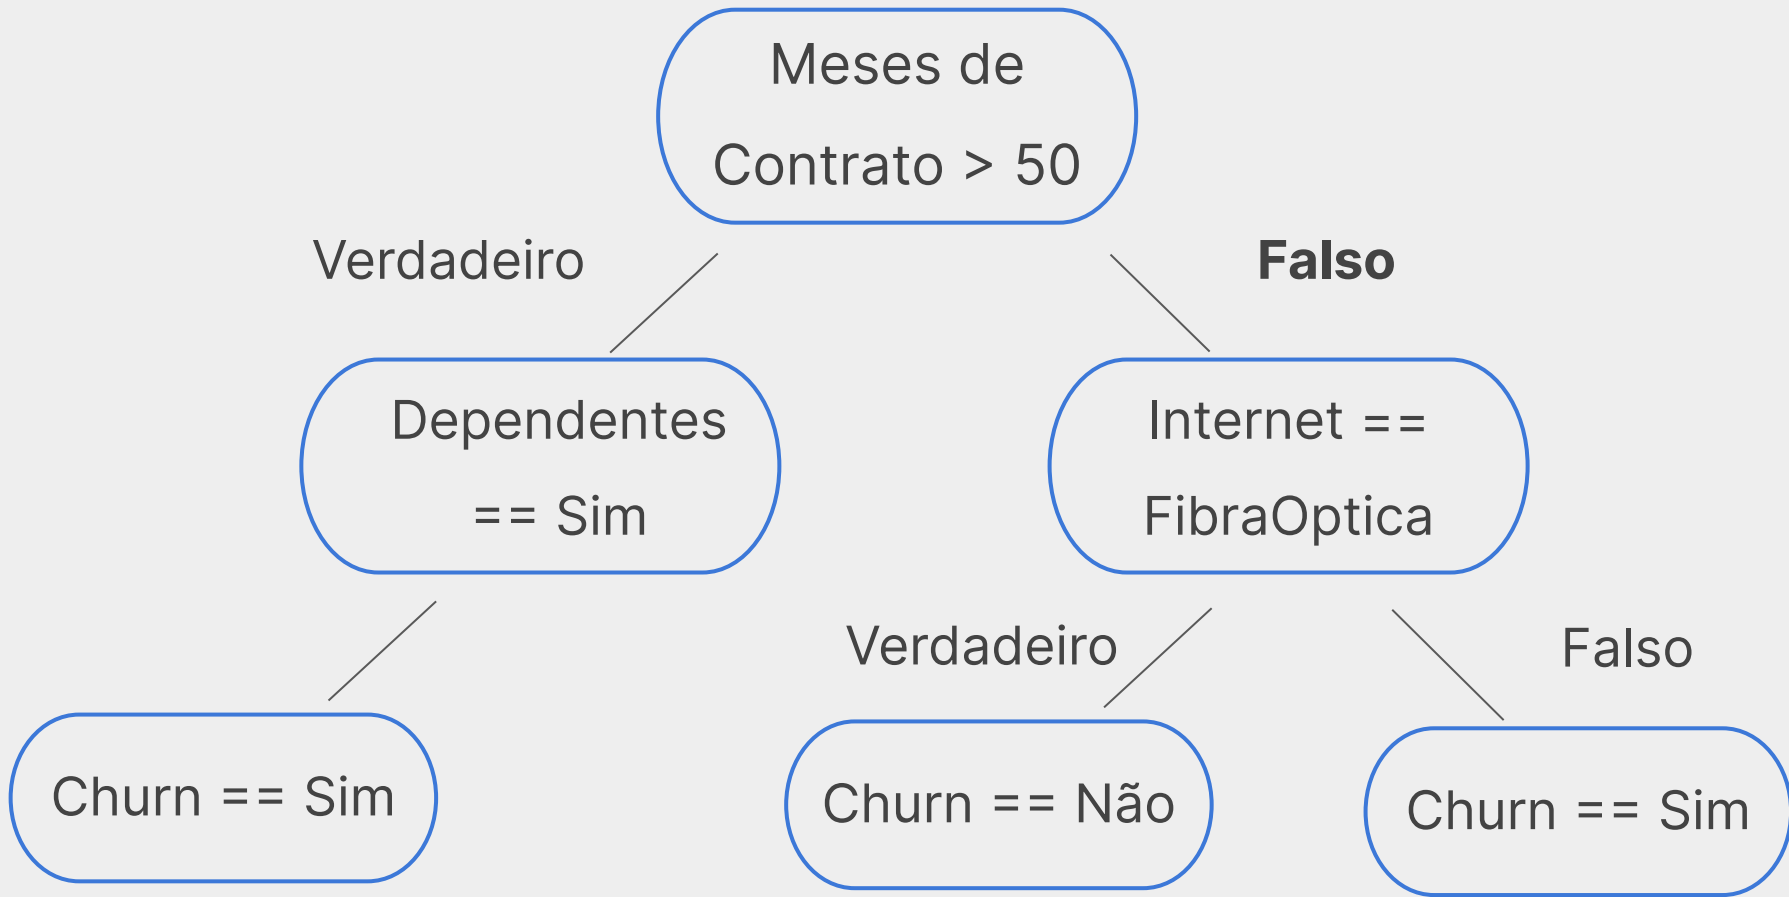 Meses de
Contrato > 50
Verdadeiro
Falso
Dependentes
== Sim
Internet ==
FibraOptica
Verdadeiro
Falso
Churn == Sim
Churn == Não
Churn == Sim